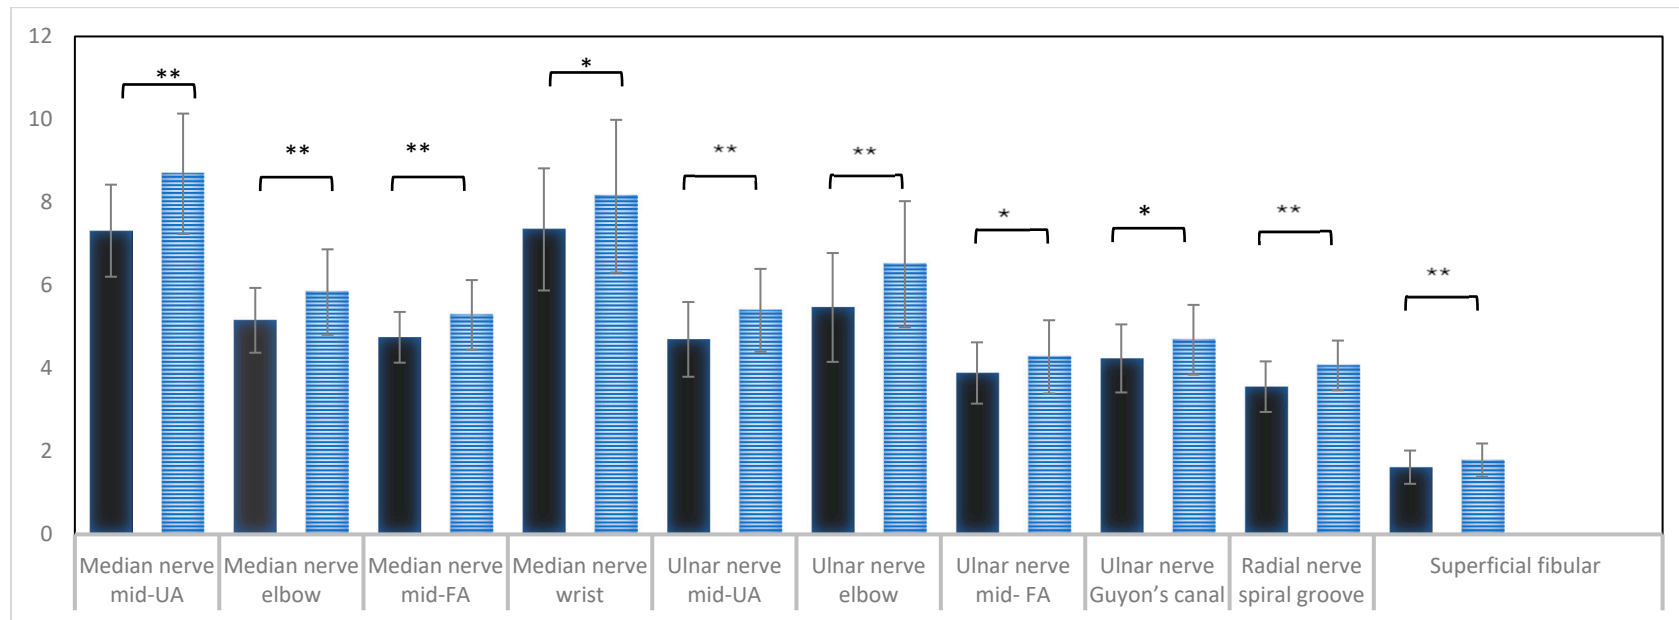 12
10
8
6
4
2
0
**
**
**
*
**
**
*
*
**
**
Median nerve
mid-UA
Median nerve
elbow
Median nerve
mid-FA
Median nerve
wrist
Ulnar nerve
mid-UA
Ulnar nerve
elbow
Ulnar nerve
mid- FA
Ulnar nerve
Guyon’s canal
Radial nerve
spiral groove
Superficial fibular